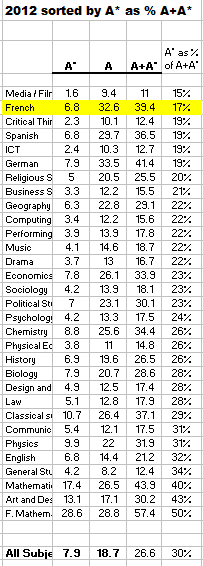 2012 sorted by A* as % A+A*
A* as %
A* A A+A* of A+A*
Media / Film 1.6 9.4 11 15%
French 6.8 32.6 39.4 17%
Critical Thin 2.3 10.1 12.4 19%
Spanish 6.8 29.7 36.5 19%
ICT 2.4 10.3 12.7 19%
German 7.9 33.5 41.4 19%
Religious S 5 20.5 25.5 20%
Business S 3.3 12.2 15.5 21%
Geography 6.3 22.8 29.1 22%
Computing 3.4 12.2 15.6 22%
Performing 3.9 13.9 17.8 22%
Music 4.1 14.6 18.7 22%
Drama 3.7 13 16.7 22%
Economics 7.8 26.1 33.9 23%
Sociology 4.2 13.9 18.1 23%
Political Stu 7 23.1 30.1 23%
Psychology 4.2 13.3 17.5 24%
Chemistry 8.8 25.6 34.4 26%
Physical Ed 3.8 11 14.8 26%
History 6.9 19.6 26.5 26%
Biology 7.9 20.7 28.6 28%
Design and 4.9 12.5 17.4 28%
Law 5.1 12.8 17.9 28%
Classical su 10.7 26.4 37.1 29%
Communic 5.4 12.1 17.5 31%
Physics 9.9 22 31.9 31%
English 6.8 14.4 21.2 32%
General Stu 4.2 8.2 12.4 34%
Mathematic 17.4 26.5 43.9 40%
Art and Des 13.1 17.1 30.2 43%
F. Mathem 28.6 28.8 57.4 50%
All Subje 7.9 18.7 26.6 30%